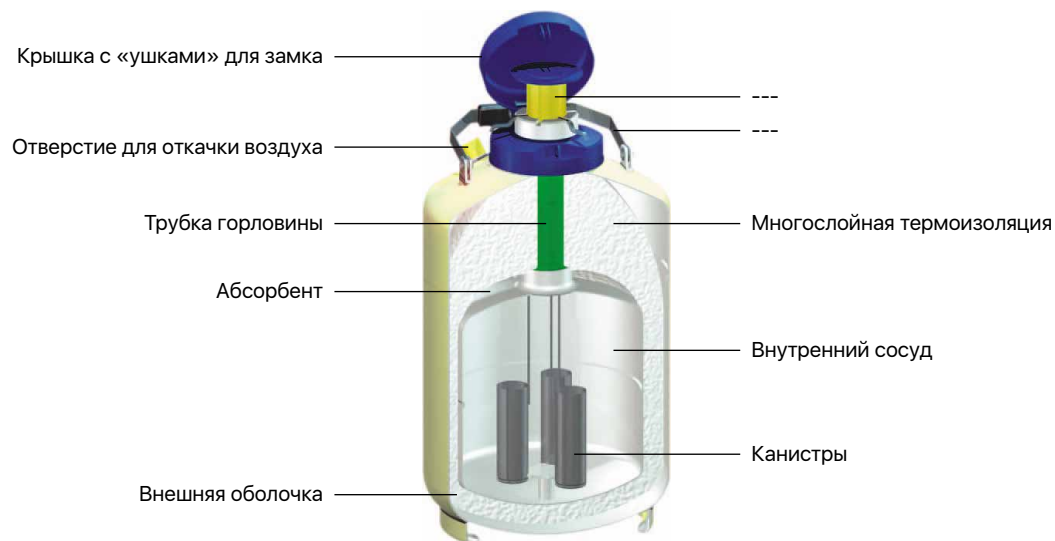 Крышка с «ушками» для замка
---
---
Отверстие для откачки воздуха
Трубка горловины
Многослойная термоизоляция
Абсорбент
Внутренний сосуд
Канистры
Внешняя оболочка